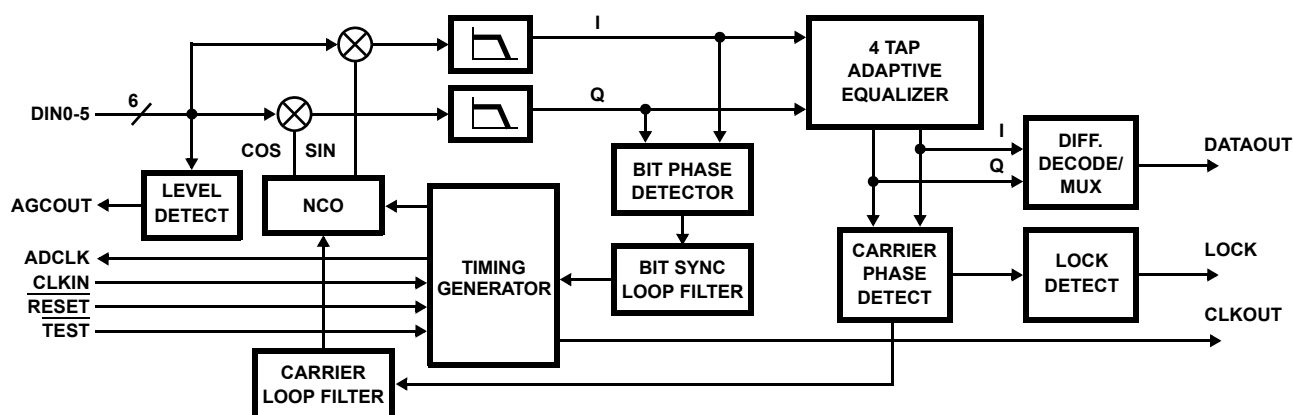 I
4 TAP
ADAPTIVE
EQUALIZER
6
DIN0-5
Q
COS SIN
I
DIFF.
DECODE/
MUX
DATAOUT
Q
BIT PHASE
DETECTOR
LEVEL
DETECT
NCO
AGCOUT
ADCLK
CLKIN
RESET
TEST
TIMING
GENERATOR
BIT SYNC
LOOP FILTER
CARRIER
PHASE
DETECT
LOCK
DETECT
LOCK
CLKOUT
CARRIER
LOOP FILTER